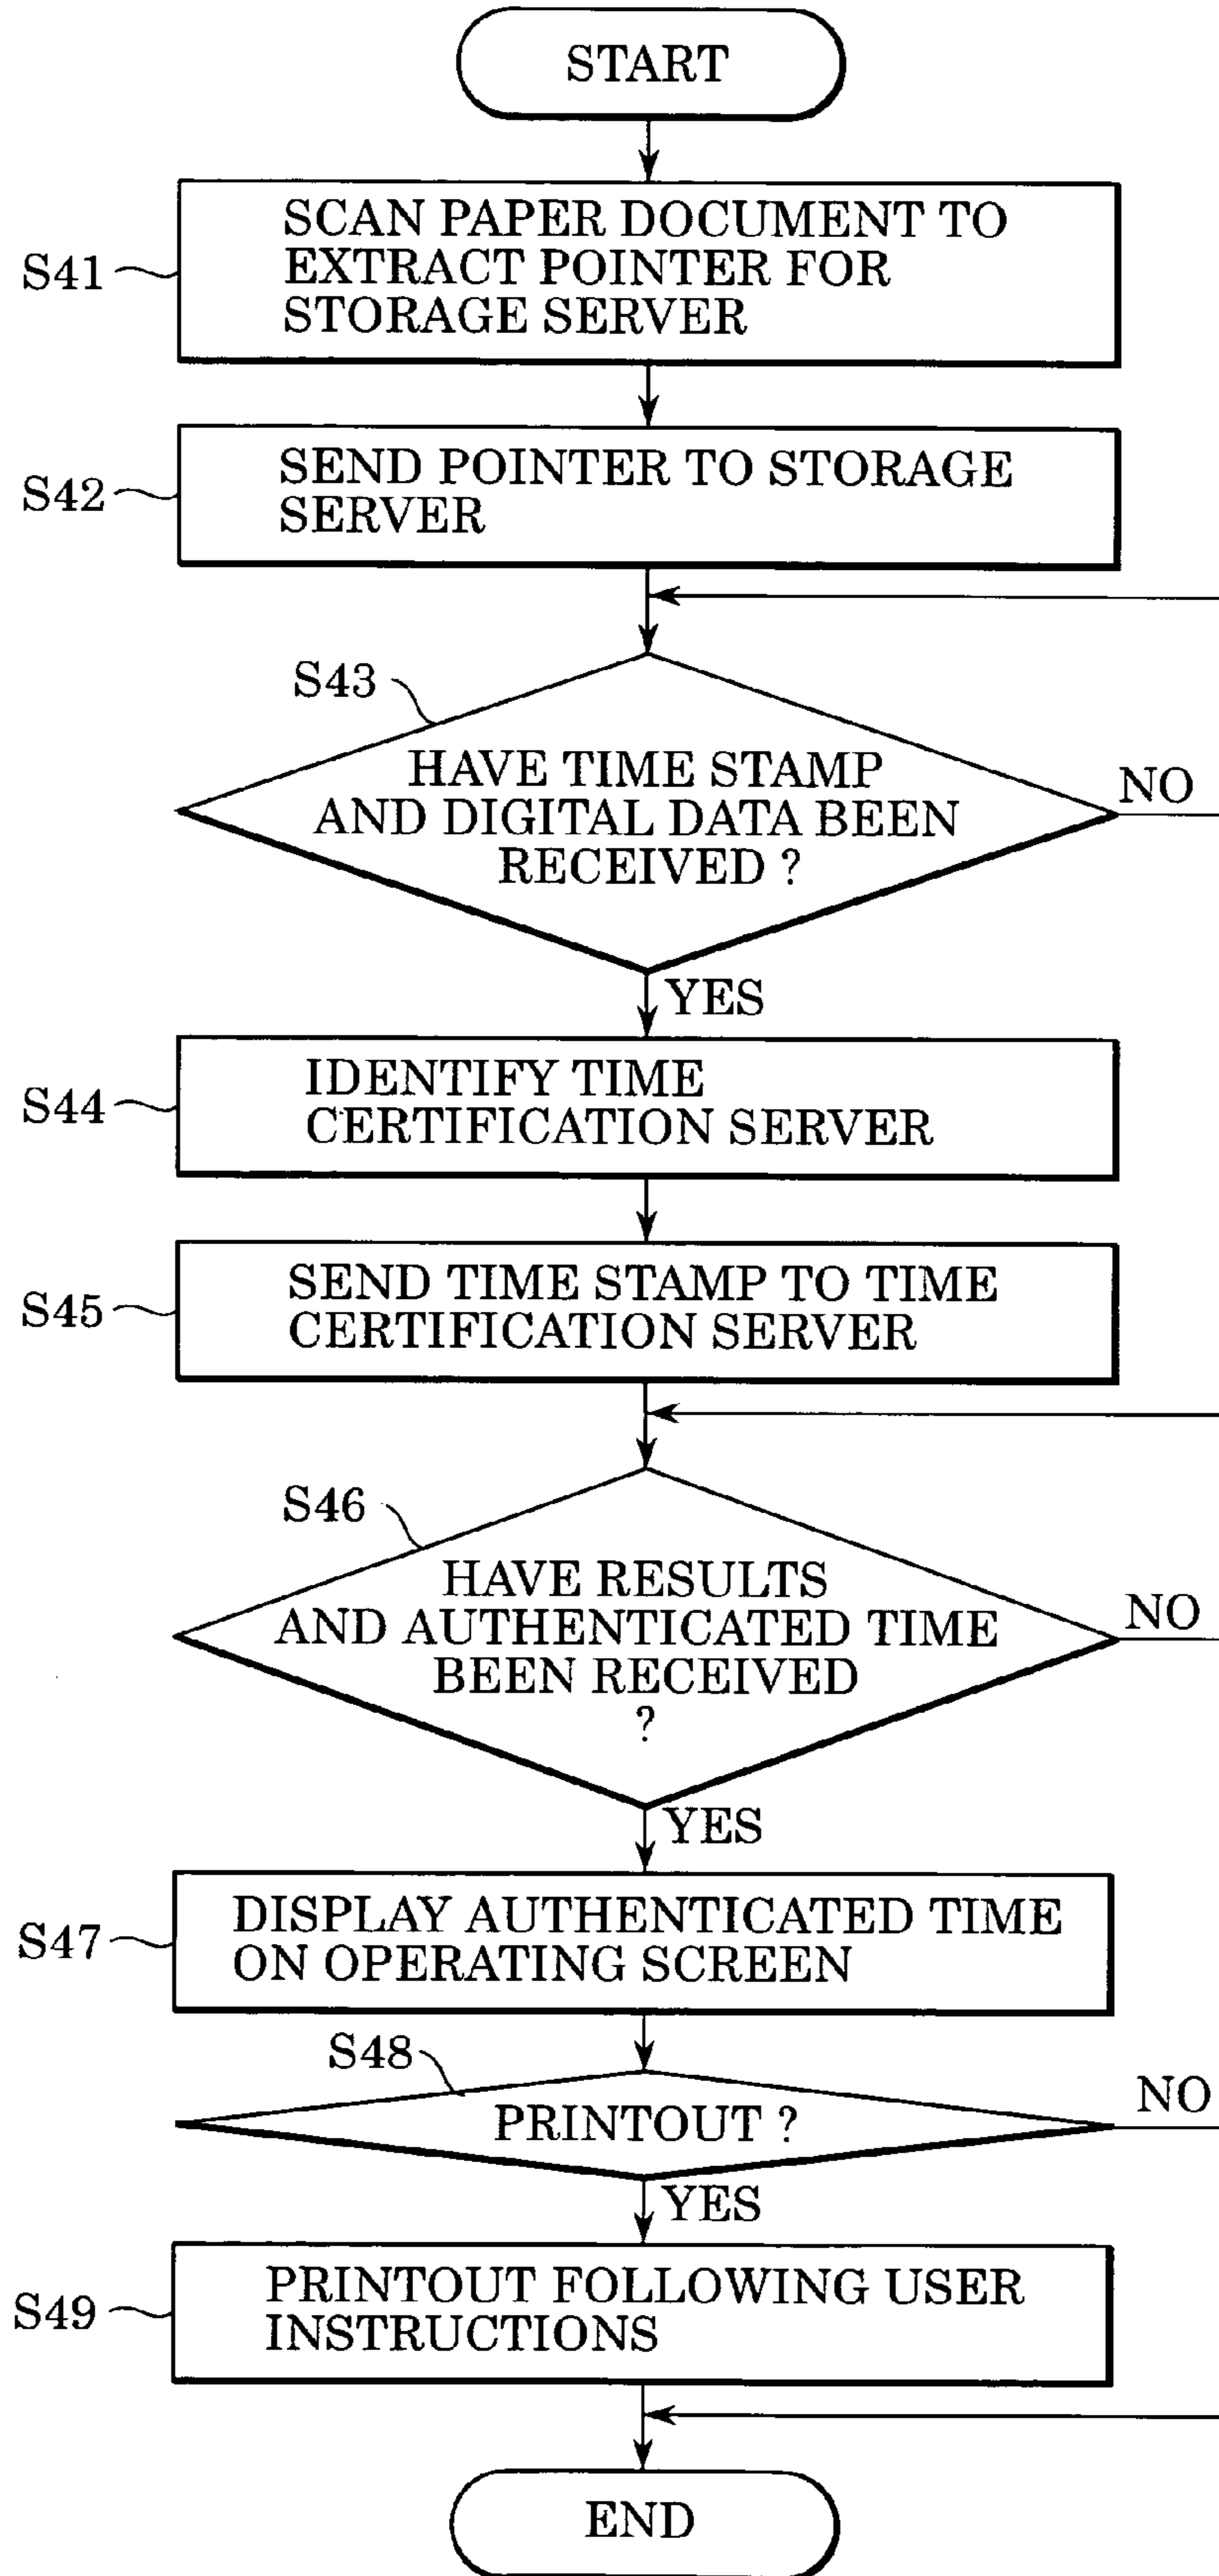 START
S41
SCAN PAPER DOCUMENT TO
EXTRACT POINTER FOR
STORAGE SERVER
S42
SEND POINTER TO STORAGE
SERVER
S43
HAVE TIME STAMP
AND DIGITAL DATA BEEN
RECEIVED ?
NO
YES
S44
IDENTIFY TIME
CERTIFICATION SERVER
S45
SEND TIME STAMP TO TIME
CERTIFICATION SERVER
S46
HAVE RESULTS
AND AUTHENTICATED TIME
BEEN RECEIVED
?
NO
YES
S47
DISPLAY AUTHENTICATED TIME
ON OPERATING SCREEN
S48
PRINTOUT ?
NO
YES
S49
PRINTOUT FOLLOWING USER
INSTRUCTIONS
END